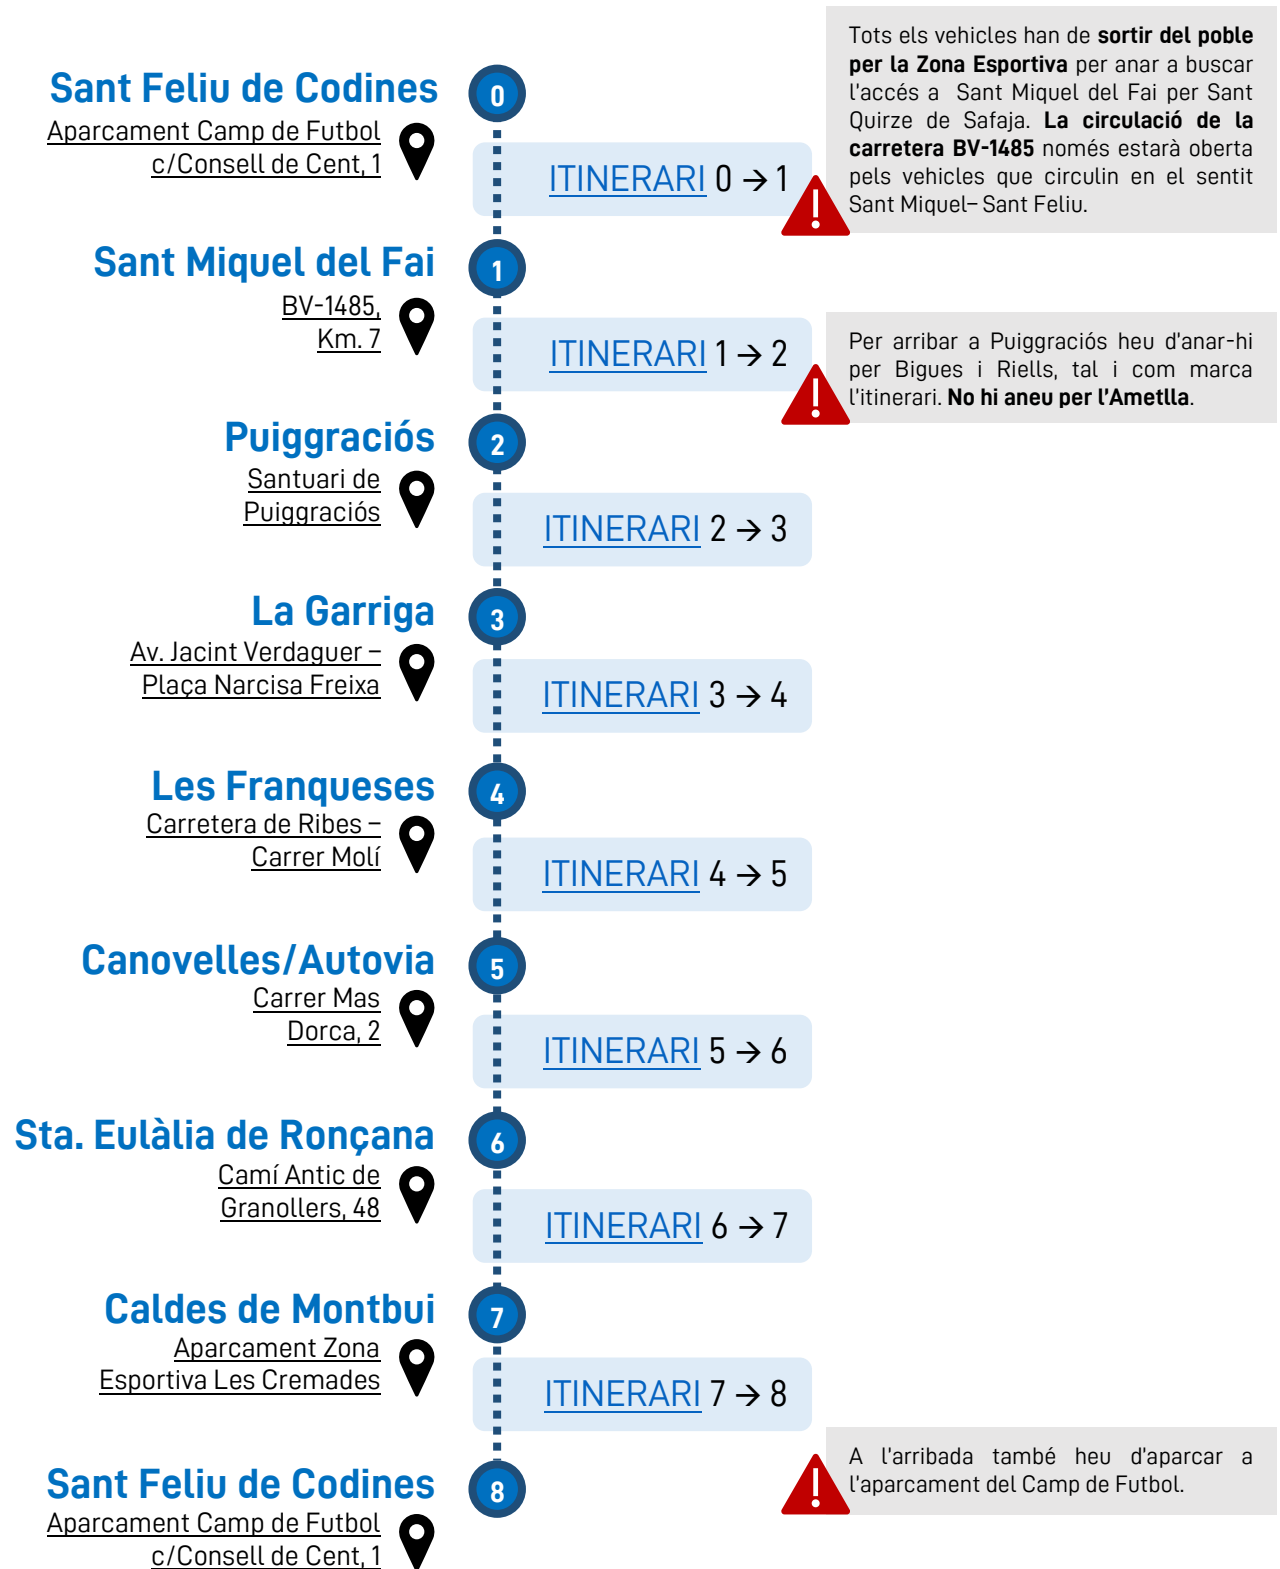 Sant Feliu de Codines
Aparcament Camp de Futbol
c/Consell de Cent, 1
0
Tots els vehicles han de sortir del poble
per la Zona Esportiva per anar a buscar
l'accés a Sant Miquel del Fai per Sant
Quirze de Safaja. La circulació de la
carretera BV-1485 només estarà oberta
pels vehicles que circulin en el sentit
Sant Miquel– Sant Feliu.
ITINERARI 0 → 1
Sant Miquel del Fai
BV-1485,
Km. 7
1
ITINERARI 1 → 2
Per arribar a Puiggraciós heu d'anar-hi
per Bigues i Riells, tal i com marca
l'itinerari. No hi aneu per l'Ametlla.
Puiggraciós
Santuari de
Puiggraciós
2
ITINERARI 2 → 3
La Garriga
Av. Jacint Verdaguer –
Plaça Narcisa Freixa
3
ITINERARI 3 → 4
Les Franqueses
Carretera de Ribes –
Carrer Molí
4
ITINERARI 4 → 5
Canovelles/Autovia
Carrer Mas
Dorca, 2
5
ITINERARI 5 → 6
Sta. Eulàlia de Ronçana
Camí Antic de
Granollers, 48
6
ITINERARI 6 → 7
Caldes de Montbui
Aparcament Zona
Esportiva Les Cremades
7
ITINERARI 7 → 8
A l'arribada també heu d'aparcar a
l'aparcament del Camp de Futbol.
Sant Feliu de Codines
Aparcament Camp de Futbol
c/Consell de Cent, 1
8